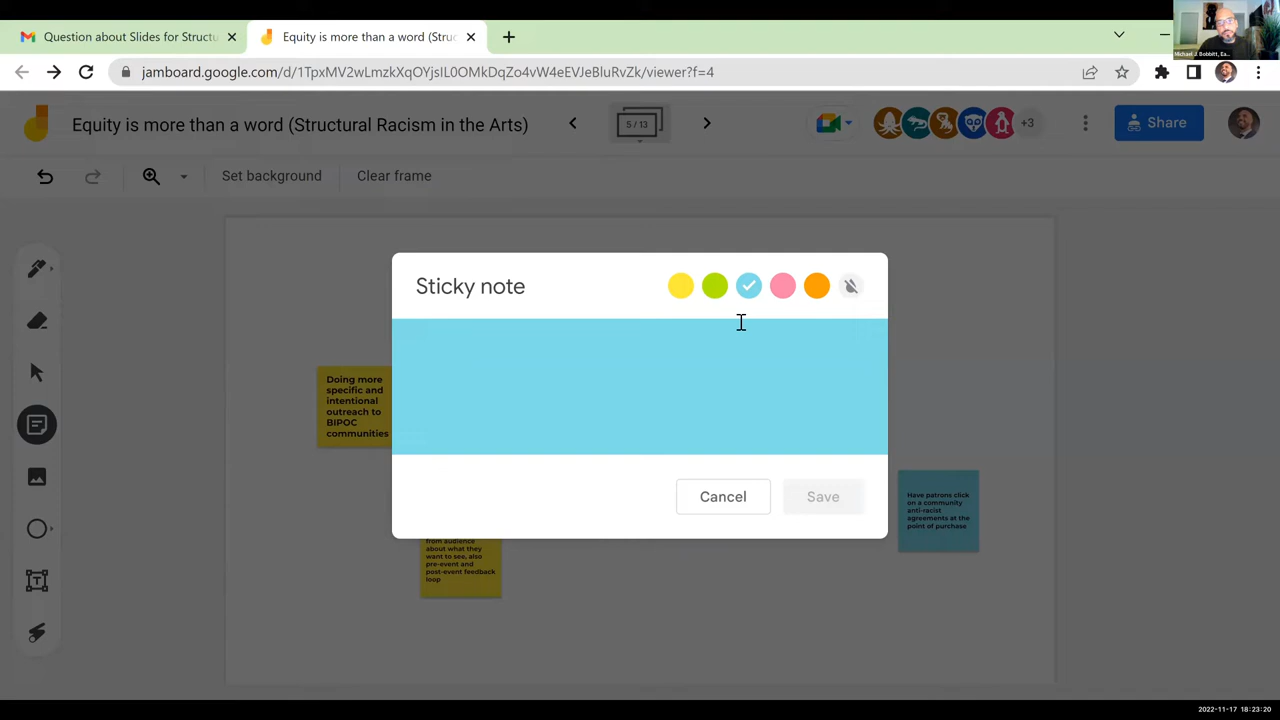 Michael J. Bobbitt, Ea...
Question about Slides for Structu
Equity is more than a word (Struc
jamboard.google.com/d/1TpxMV2wLmzkXqOYjsILOQMkDqZo4VW4eEVJeBluRvZk/viewer?f=4
Equity is more than a word (Structural Racism in the Arts)
5 / 13
+3
Share
Set background
Clear frame
Sticky note
Doing more
specific and
intentional
outreach to
BIPOC
communities
Cancel
Save
Have patrons click
on a community
anti-racist
agreements at the
point of purchase
from audience
about what they
want to see, also
pre-event and
post-event feedback
loop
2022-11-17 18:23:20